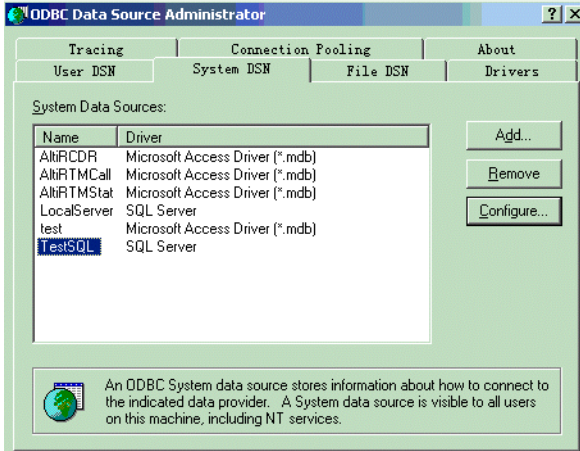 ODBC Data Source Administrator
Tracing Connection Pooling About
User DSN System DSN File DSN Drivers
System Data Sources:
Name Driver
AltiRCDR Microsoft Access Driver (*.mdb)
AltiRTMCall Microsoft Access Driver (*.mdb)
AltiRTMStat Microsoft Access Driver (*.mdb)
LocalServer SQL Server
test Microsoft Access Driver (*.mdb)
TestSQL SQL Server
Add...
Remove
Configure...
An ODBC System data source stores information about how to connect to
the indicated data provider. A System data source is visible to all users
on this machine, including NT services.